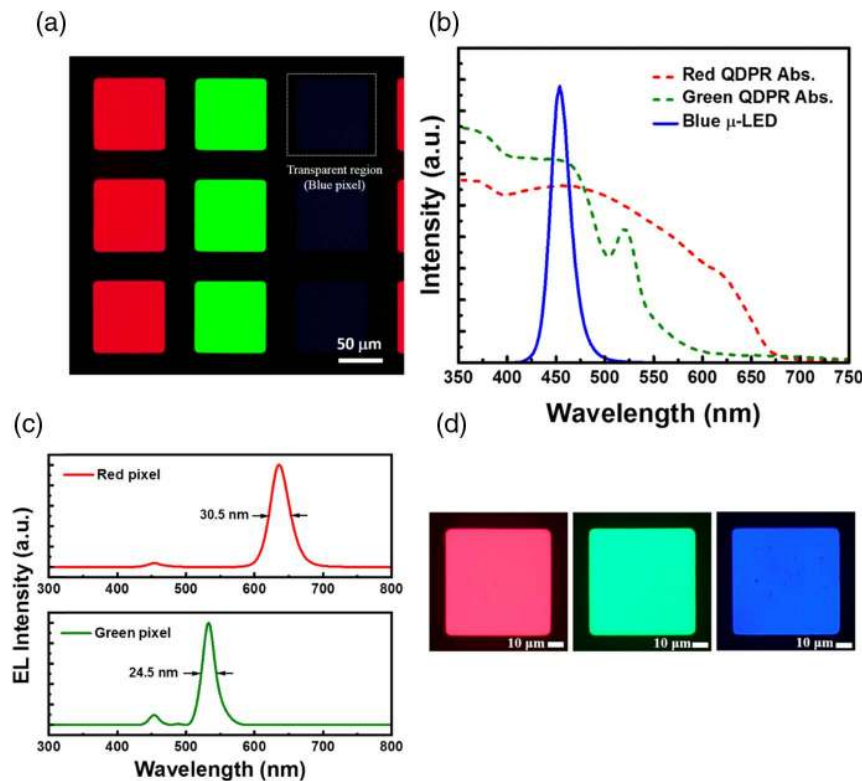 (a)
Transparent region
(Blue pixel)
50 μm
(b)
Red QDPR Abs.
Green QDPR Abs.
Blue μ-LED
Intensity (a.u.)
350 400 450 500 550 600 650 700 750
Wavelength (nm)
(c)
Red pixel
30.5 nm
300 400 500 600 700 800
Green pixel
24.5 nm
300 400 500 600 700 800
EL Intensity (a.u.)
Wavelength (nm)
(d)
10 μm
10 μm
10 μm